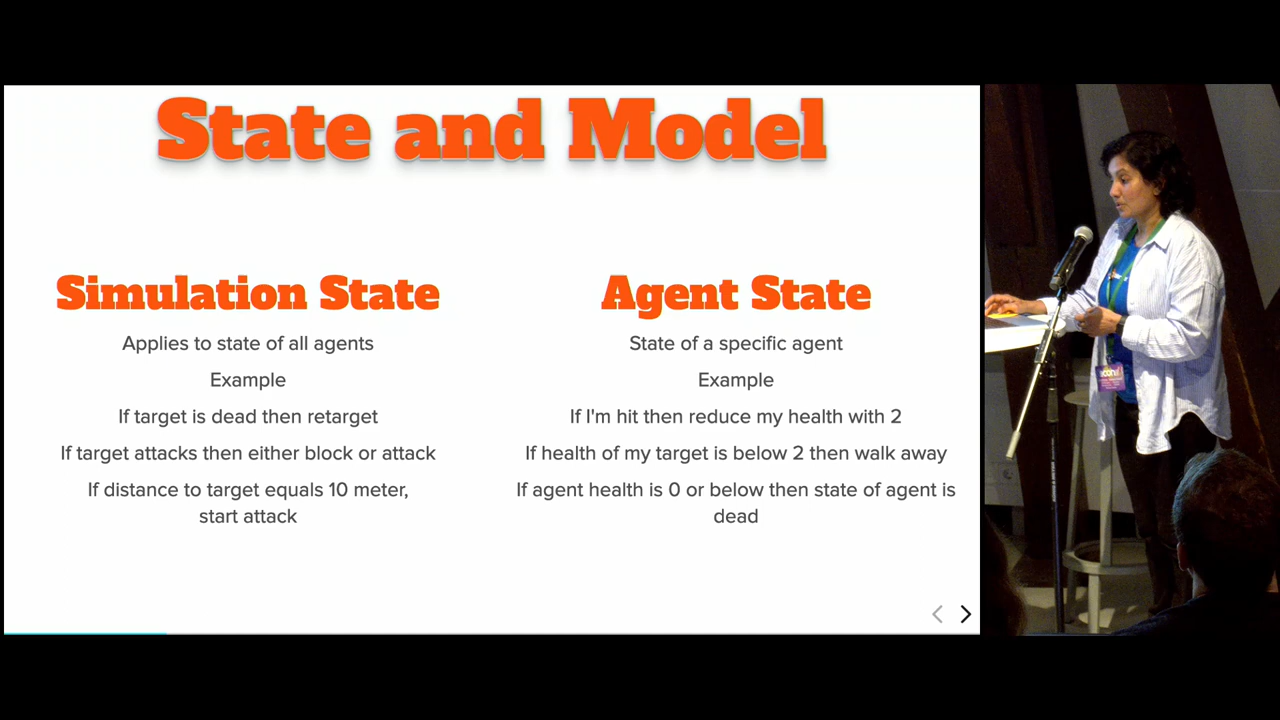 State and Model
Simulation State
Applies to state of all agents
Example
If target is dead then retarget
If target attacks then either block or attack
If distance to target equals 10 meter,
start attack
Agent State
State of a specific agent
Example
If I'm hit then reduce my health with 2
If health of my target is below 2 then walk away
If agent health is 0 or below then state of agent is
dead